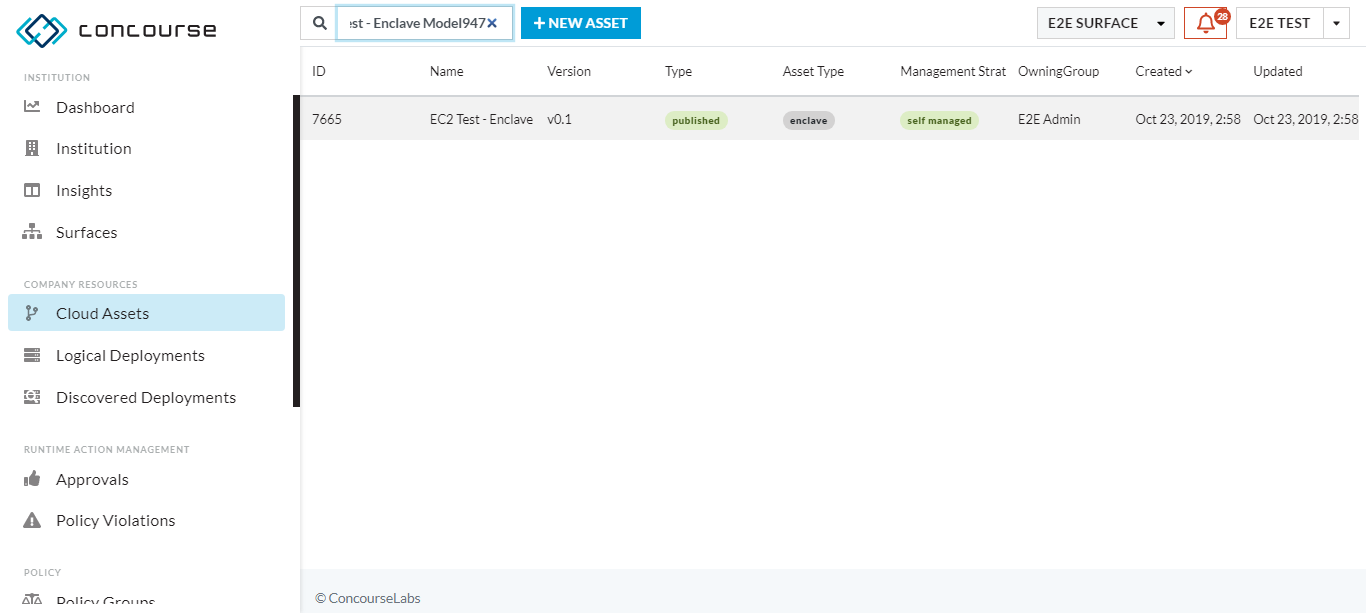 concourse
est - Enclave Model947
NEW ASSET
E2E SURFACE
28
E2E TEST
INSTITUTION
Dashboard
Institution
Insights
Surfaces
COMPANY RESOURCES
Cloud Assets
Logical Deployments
Discovered Deployments
RUNTIME ACTION MANAGEMENT
Approvals
Policy Violations
POLICY
Policy Groups
ID Name Version Type Asset Type Management Strat OwningGroup Created Updated
7665 EC2 Test - Enclave v0.1 published enclave self managed E2E Admin Oct 23, 2019, 2:58 Oct 23, 2019, 2:58
© ConcourseLabs